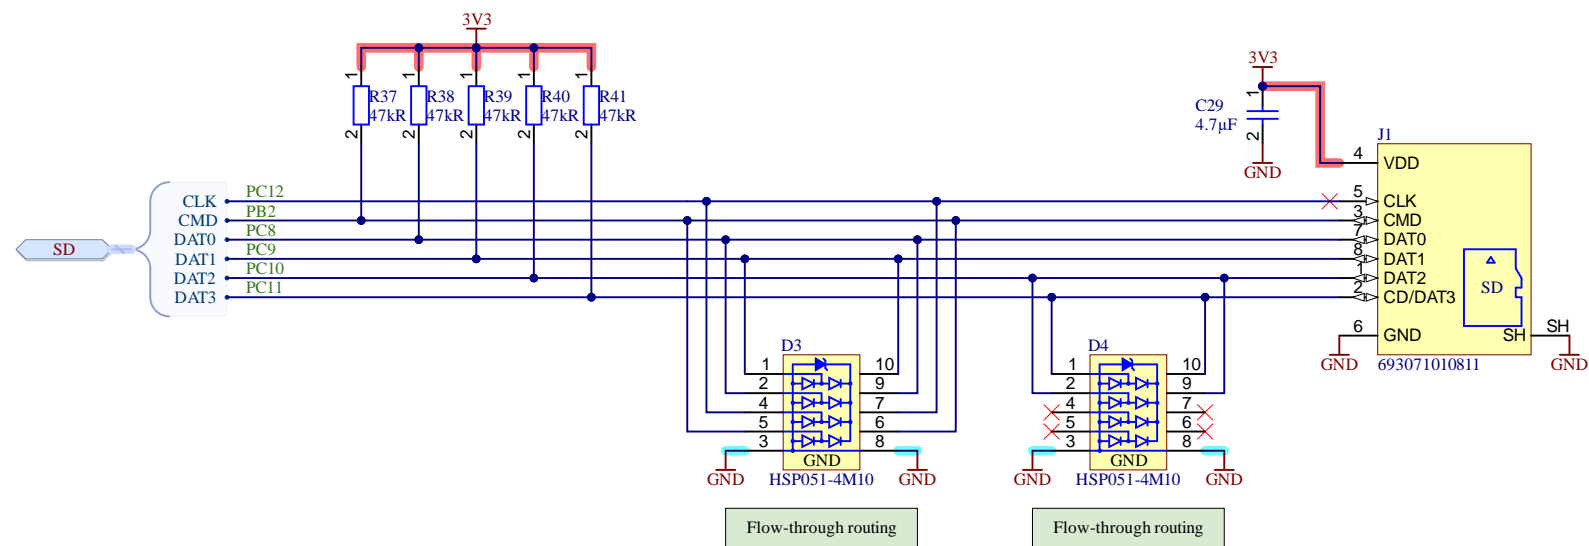 3V3
1 1 1 1 1
R37 R38 R39 R40 R41
47kR 47kR 47kR 47kR 47kR
2 2 2 2 2
3V3
1
C29
4.7µF
2
GND
J1
4 VDD
SD
CLK PC12
CMD PB2
DAT0 PC8
DAT1 PC9
DAT2 PC10
DAT3 PC11
5 CLK
3 CMD
7 DAT0
8 DAT1
1 DAT2
2 CD/DAT3
SD
6 GND
SH SH
GND
GND
693071010811
D3
1 10
2 9
4 7
5 6
3 8
GND
GND GND
HSP051-4M10
D4
1 10
2 9
4 7
5 6
3 8
GND
GND GND
HSP051-4M10
Flow-through routing
Flow-through routing